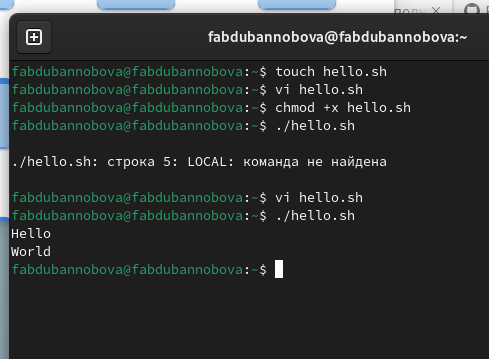 fabdubannobova@fabdubannobova:~
fabdubannobova@fabdubannobova:~$ touch hello.sh
fabdubannobova@fabdubannobova:~$ vi hello.sh
fabdubannobova@fabdubannobova:~$ chmod +x hello.sh
fabdubannobova@fabdubannobova:~$ ./hello.sh
./hello.sh: строка 5: LOCAL: команда не найдена
fabdubannobova@fabdubannobova:~$ vi hello.sh
fabdubannobova@fabdubannobova:~$ ./hello.sh
Hello
World
fabdubannobova@fabdubannobova:~$